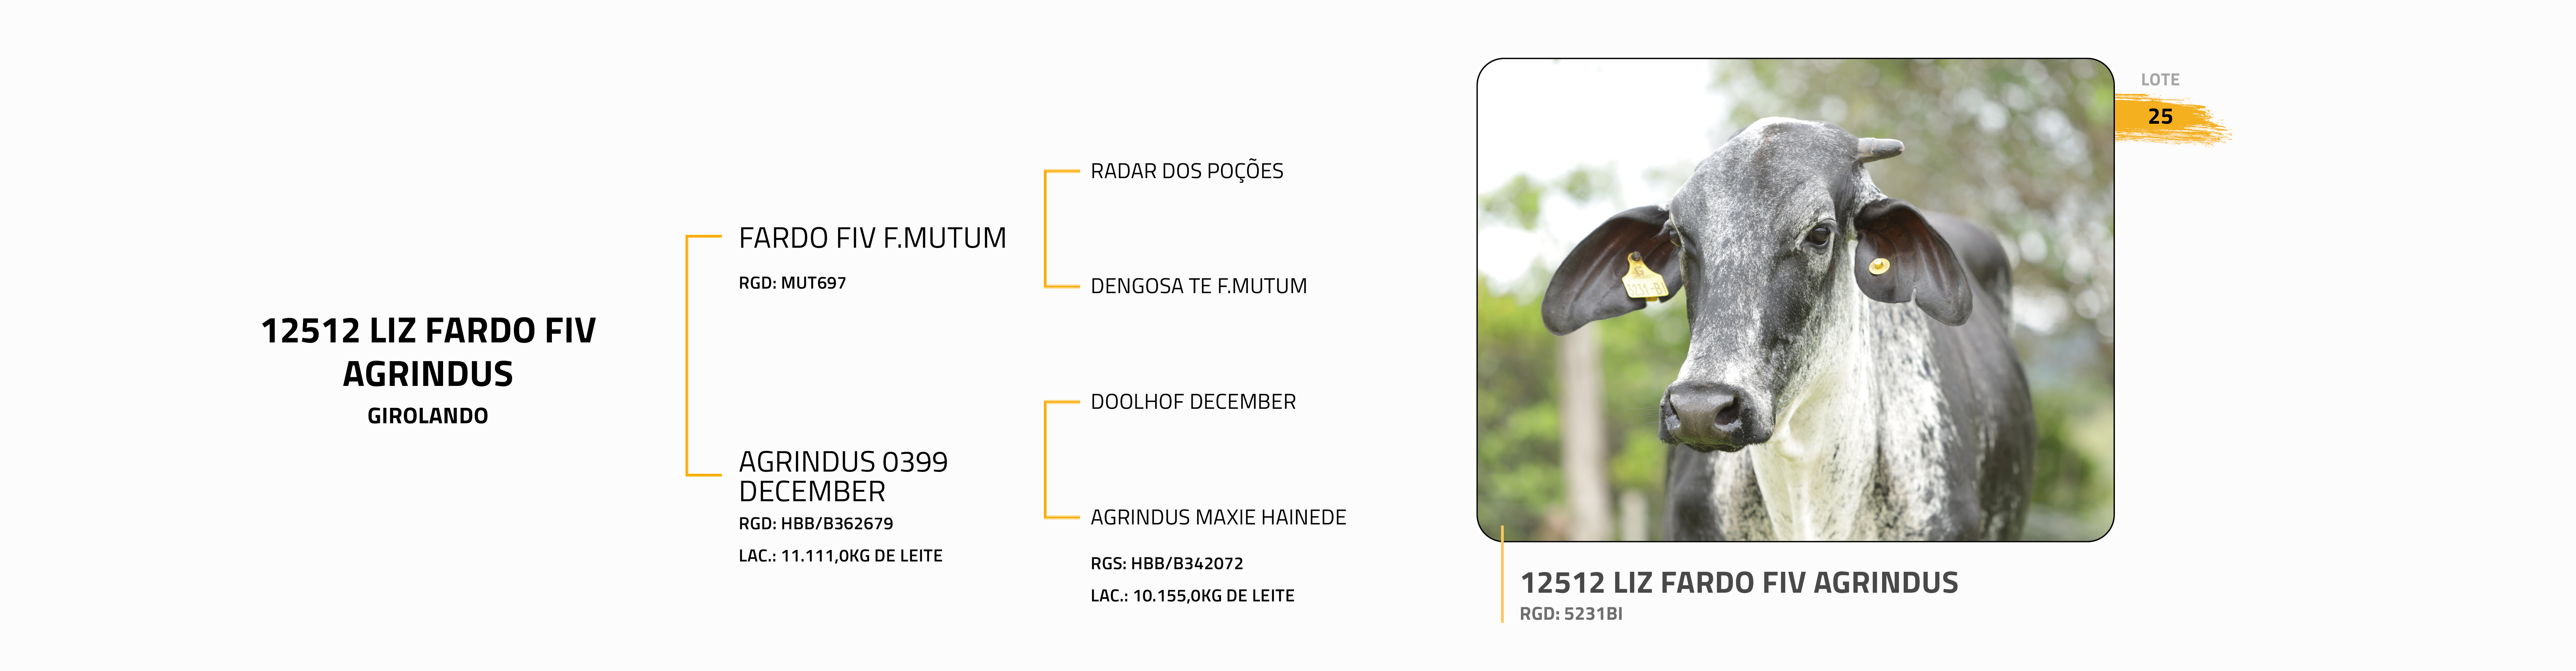 12512 LIZ FARDO FIV
AGRINDUS
GIROLANDO
FARDO FIV F.MUTUM
RGD: MUT697
AGRINDUS 0399
DECEMBER
RGD: HBB/B362679
LAC.: 11.111,0KG DE LEITE
RADAR DOS POÇÕES
DENGOSA TE F.MUTUM
DOOLHOF DECEMBER
AGRINDUS MAXIE HAINEDE
RGS: HBB/B342072
LAC.: 10.155,0KG DE LEITE
LOTE
25
G
5231-BI
12512 LIZ FARDO FIV AGRINDUS
RGD: 5231BI